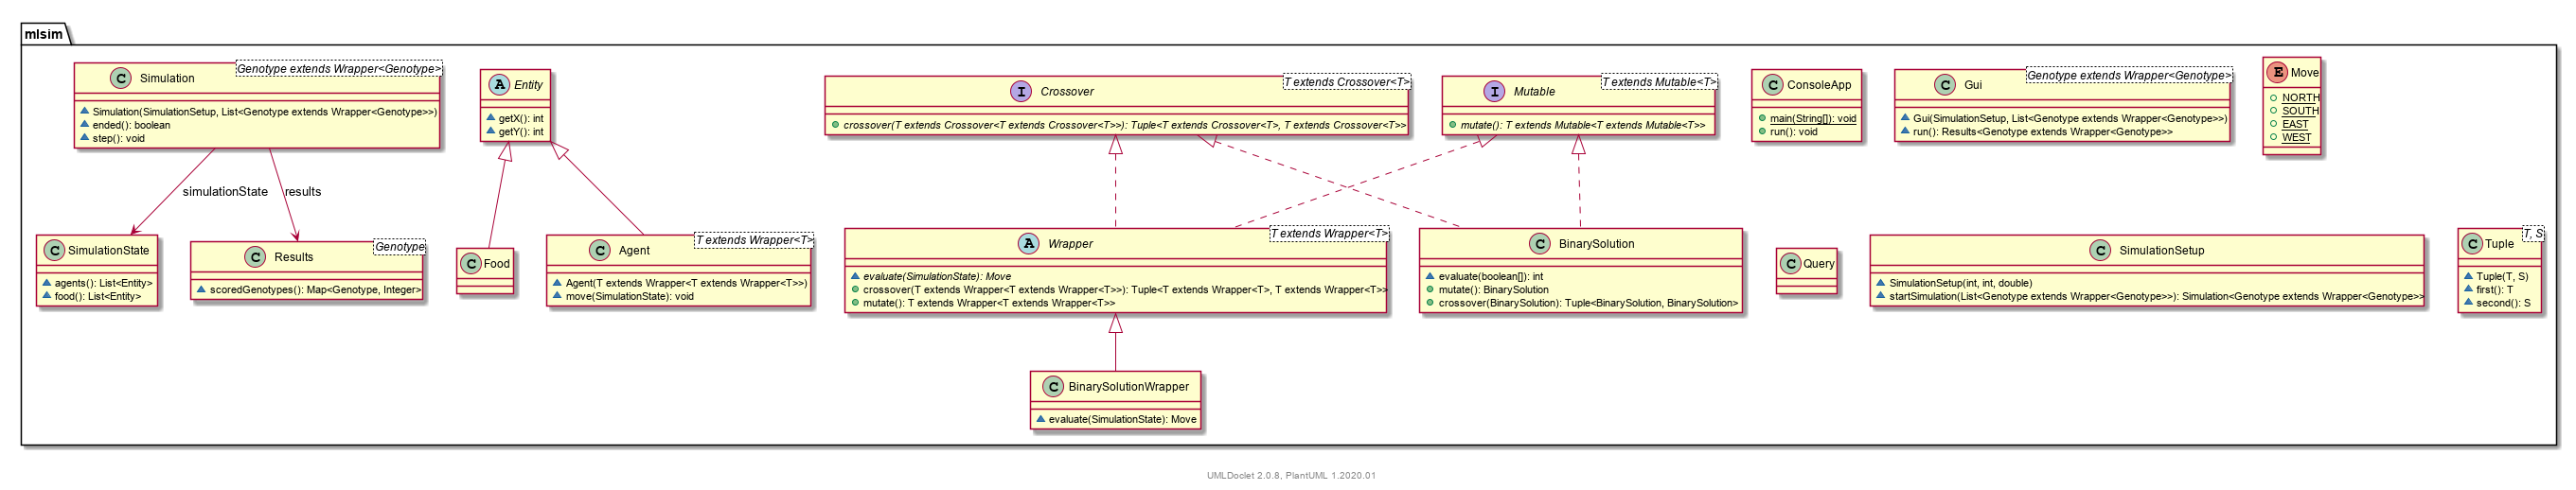 mlsim
Genotype extends Wrapper<Genotype>
C Simulation
Simulation(SimulationSetup, List<Genotype extends Wrapper<Genotype>>)
ended(): boolean
step(): void
A Entity
getX(): int
getY(): int
T extends Crossover<T>
I Crossover
crossover(T extends Crossover<T extends Crossover<T>>): Tuple<T extends Crossover<T>, T extends Crossover<T>>
T extends Mutable<T>
I Mutable
mutate(): T extends Mutable<T extends Mutable<T>>
C ConsoleApp
main(String[]): void
run(): void
Genotype extends Wrapper<Genotype>
C Gui
Gui(SimulationSetup, List<Genotype extends Wrapper<Genotype>>)
run(): Results<Genotype extends Wrapper<Genotype>>
E Move
NORTH
SOUTH
EAST
WEST
simulationState
results
C SimulationState
agents(): List<Entity>
food(): List<Entity>
Genotype
C Results
scoredGenotypes(): Map<Genotype, Integer>
C Food
T extends Wrapper<T>
C Agent
Agent(T extends Wrapper<T extends Wrapper<T>>)
move(SimulationState): void
T extends Wrapper<T>
A Wrapper
evaluate(SimulationState): Move
crossover(T extends Wrapper<T extends Wrapper<T>>): Tuple<T extends Wrapper<T>, T extends Wrapper<T>>
mutate(): T extends Wrapper<T extends Wrapper<T>>
C BinarySolution
evaluate(boolean[]): int
mutate(): BinarySolution
crossover(BinarySolution): Tuple<BinarySolution, BinarySolution>
C Query
C SimulationSetup
SimulationSetup(int, int, double)
startSimulation(List<Genotype extends Wrapper<Genotype>>): Simulation<Genotype extends Wrapper<Genotype>>
T, S
C Tuple
Tuple(T, S)
first(): T
second(): S
C BinarySolutionWrapper
evaluate(SimulationState): Move
UMLDoclet 2.0.8, PlantUML 1.2020.01